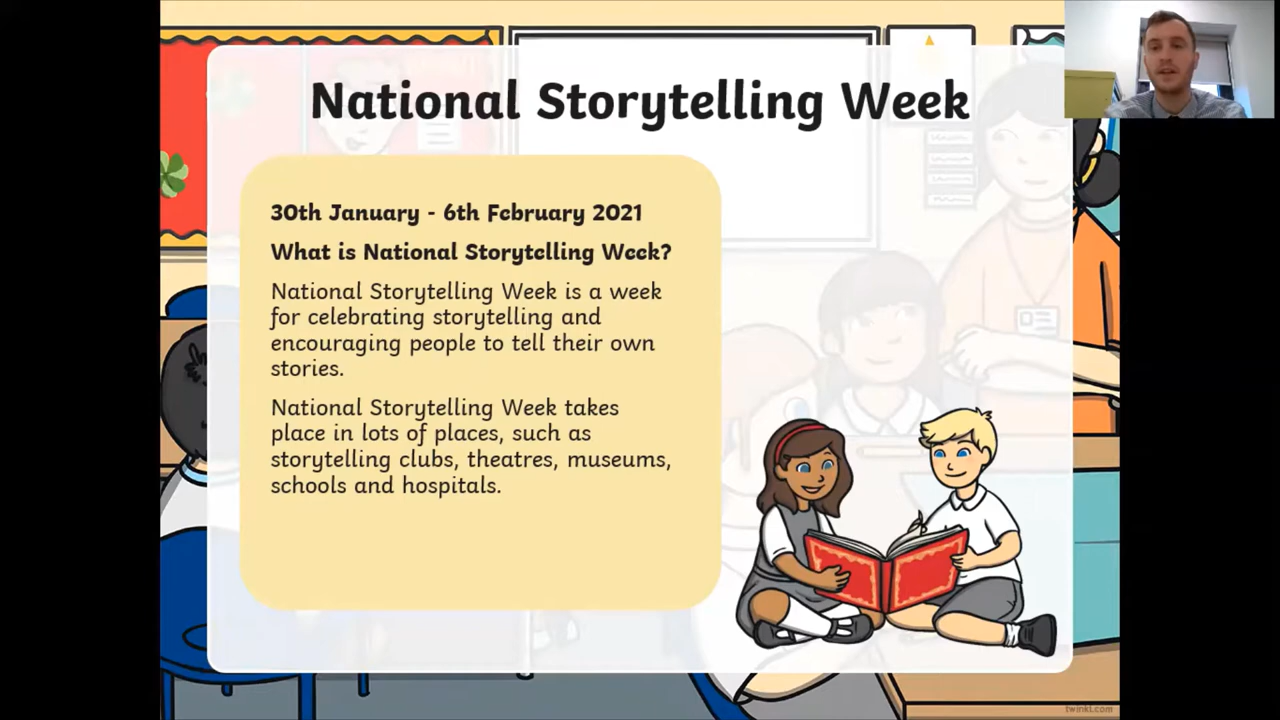 National Storytelling Week
30th January - 6th February 2021
What is National Storytelling Week?
National Storytelling Week is a week
for celebrating storytelling and
encouraging people to tell their own
stories.
National Storytelling Week takes
place in lots of places, such as
storytelling clubs, theatres, museums,
schools and hospitals.
twinkl.com